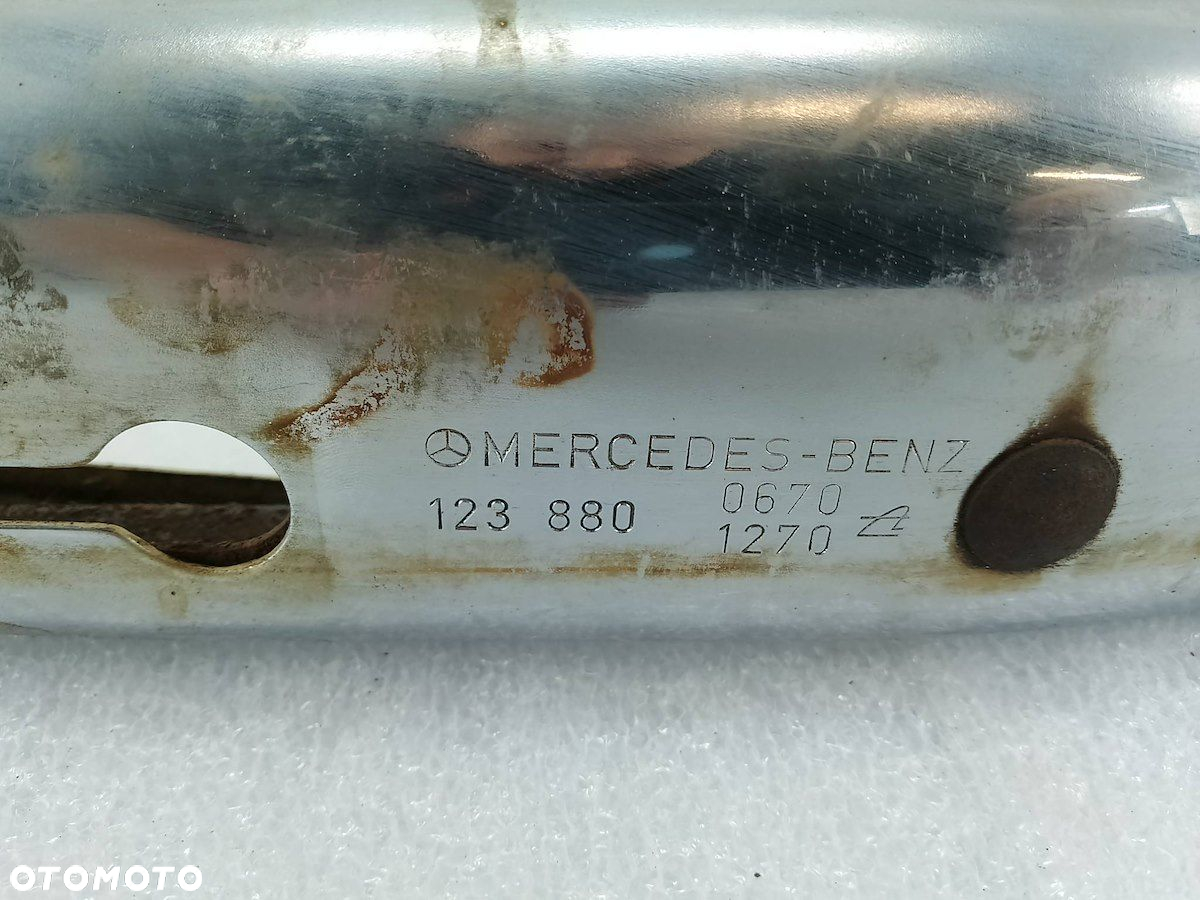 MERCEDES-BENZ
123 880 0670
1270
OTOMOTO